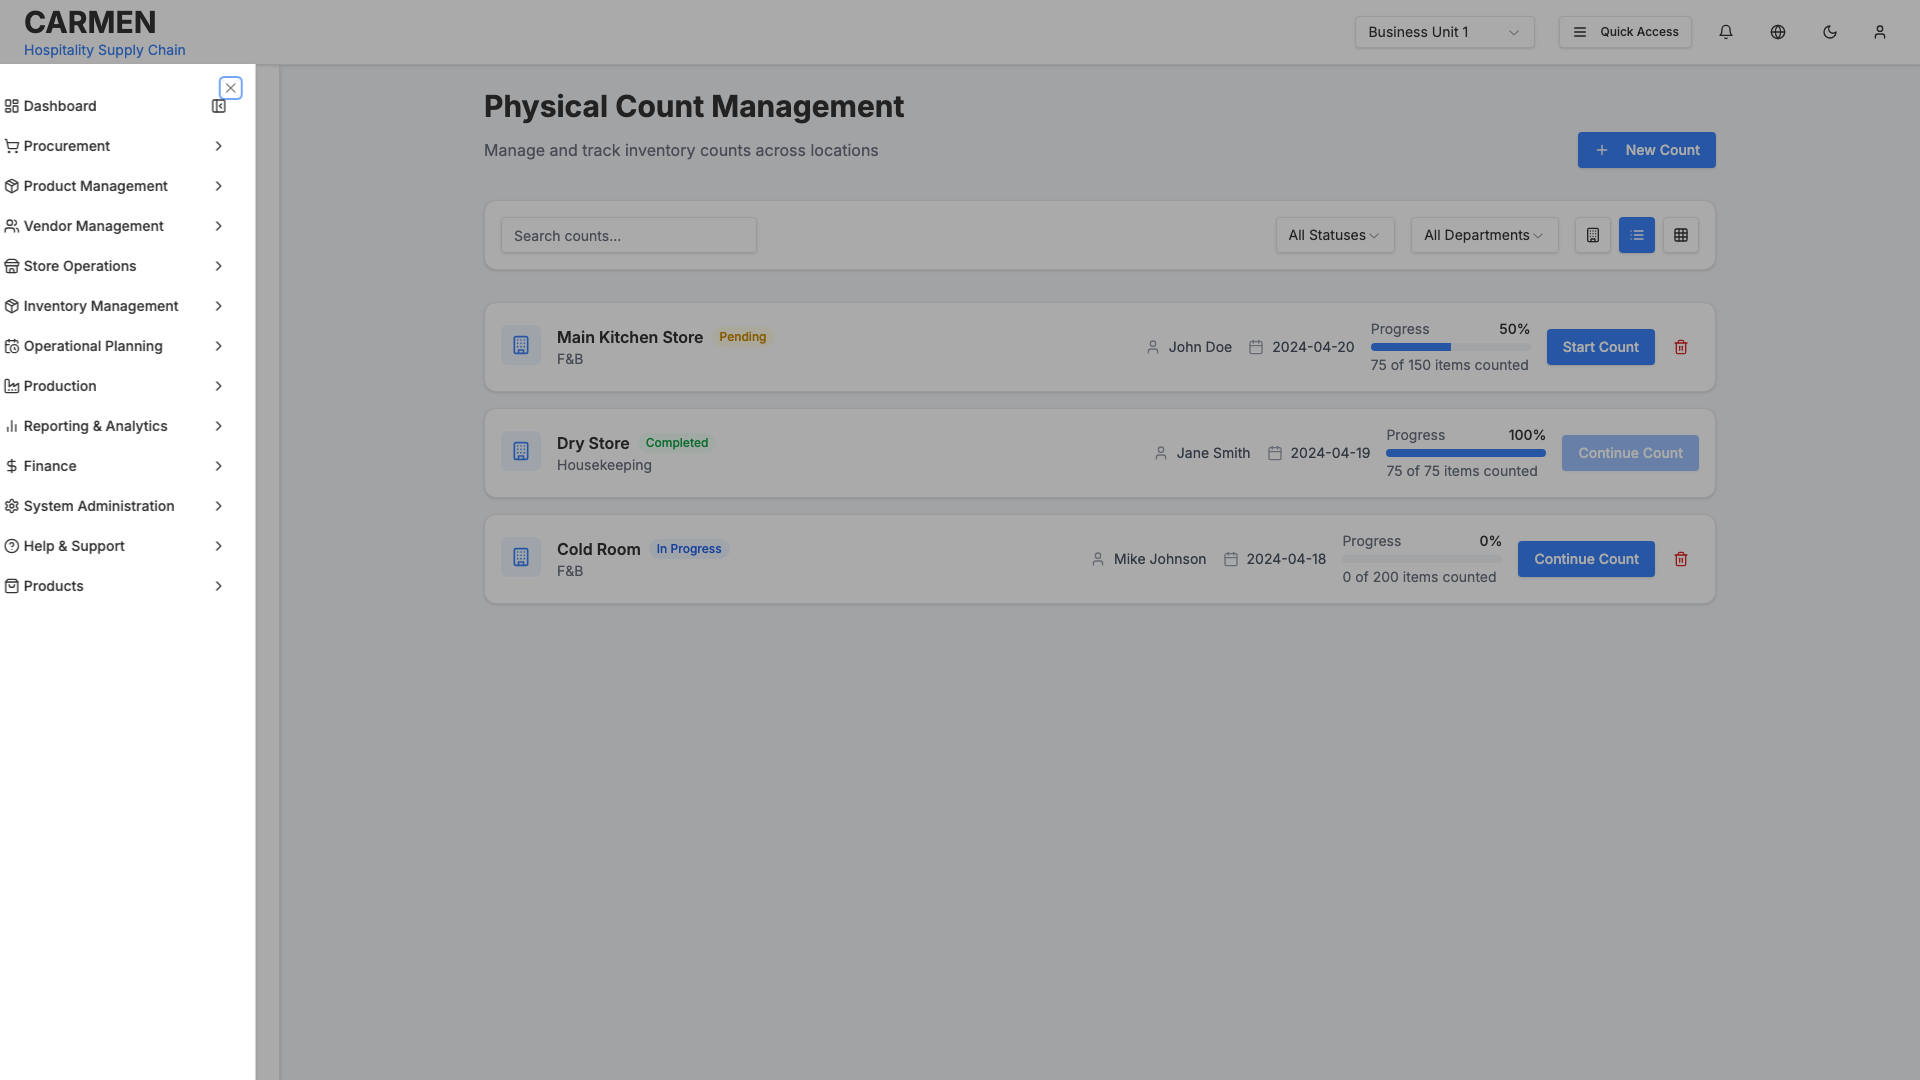 CARMEN
Hospitality Supply Chain
Business Unit 1
Quick Access
Dashboard
Procurement
Product Management
Vendor Management
Store Operations
Inventory Management
Operational Planning
Production
Reporting & Analytics
Finance
System Administration
Help & Support
Products
Physical Count Management
Manage and track inventory counts across locations
New Count
Search counts...
All Statuses
All Departments
Main Kitchen Store
Pending
F&B
John Doe
2024-04-20
Progress
50%
75 of 150 items counted
Start Count
Dry Store
Completed
Housekeeping
Jane Smith
2024-04-19
Progress
100%
75 of 75 items counted
Continue Count
Cold Room
In Progress
F&B
Mike Johnson
2024-04-18
Progress
0%
0 of 200 items counted
Continue Count